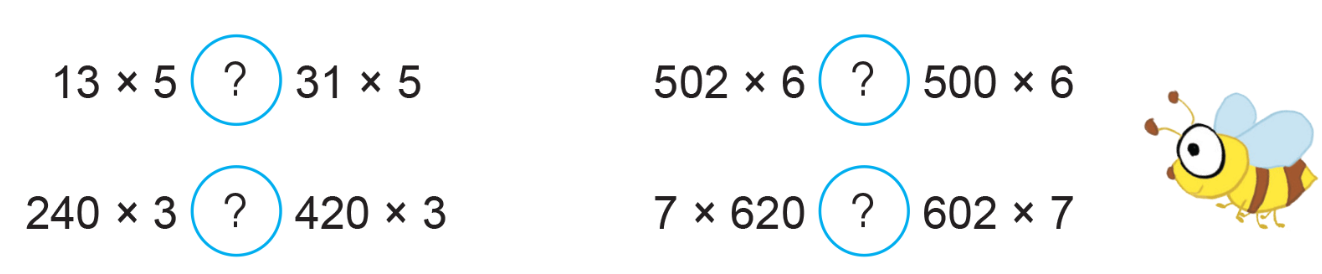 13 × 5 ? 31 × 5
502 × 6 ? 500 × 6
240 × 3 ? 420 × 3
7 × 620 ? 602 × 7